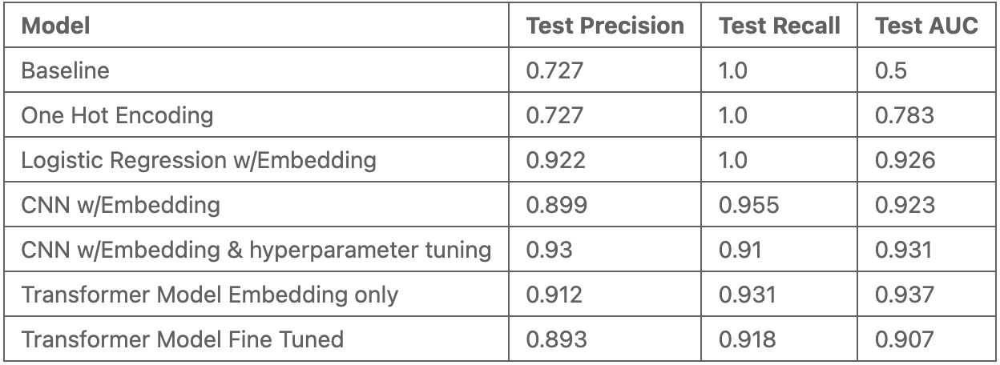 Model Test Precision Test Recall Test AUC
Baseline 0.727 1.0 0.5
One Hot Encoding 0.727 1.0 0.783
Logistic Regression w/Embedding 0.922 1.0 0.926
CNN w/Embedding 0.899 0.955 0.923
CNN w/Embedding & hyperparameter tuning 0.93 0.91 0.931
Transformer Model Embedding only 0.912 0.931 0.937
Transformer Model Fine Tuned 0.893 0.918 0.907